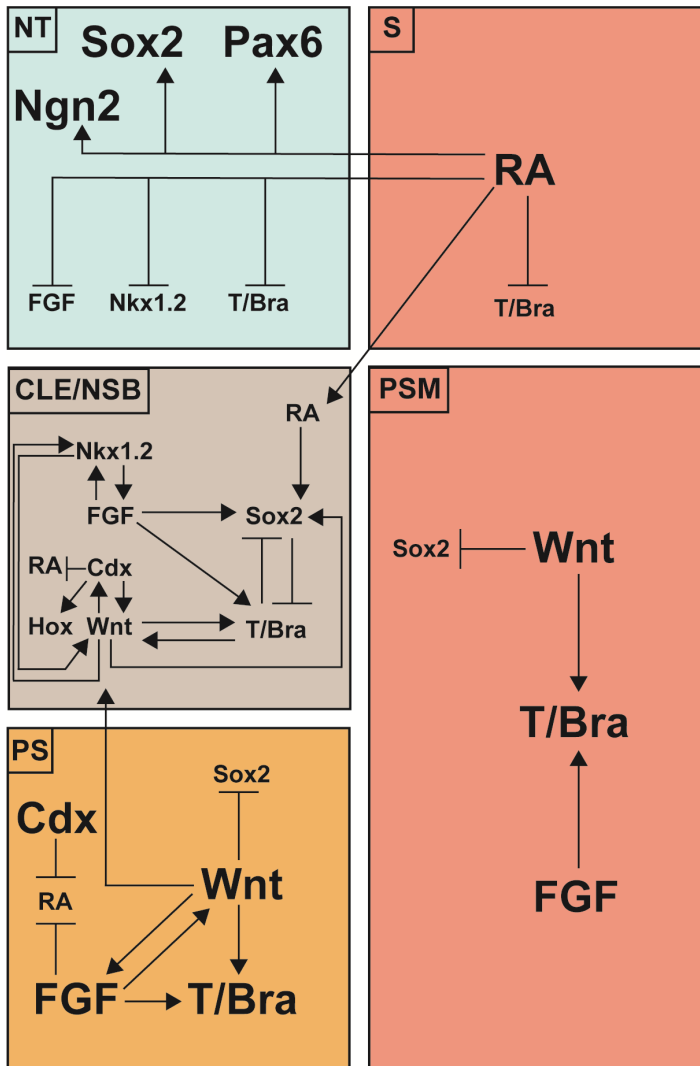 NT
Sox2 Pax6
Ngn2
FGF Nkx1.2 T/Bra
S
RA
T/Bra
CLE/NSB
RA
Nkx1.2
FGF Sox2
RA Cdx
Hox Wnt T/Bra
PSM
Sox2 Wnt
T/Bra
FGF
PS
Sox2
Cdx
Wnt
RA
FGF T/Bra